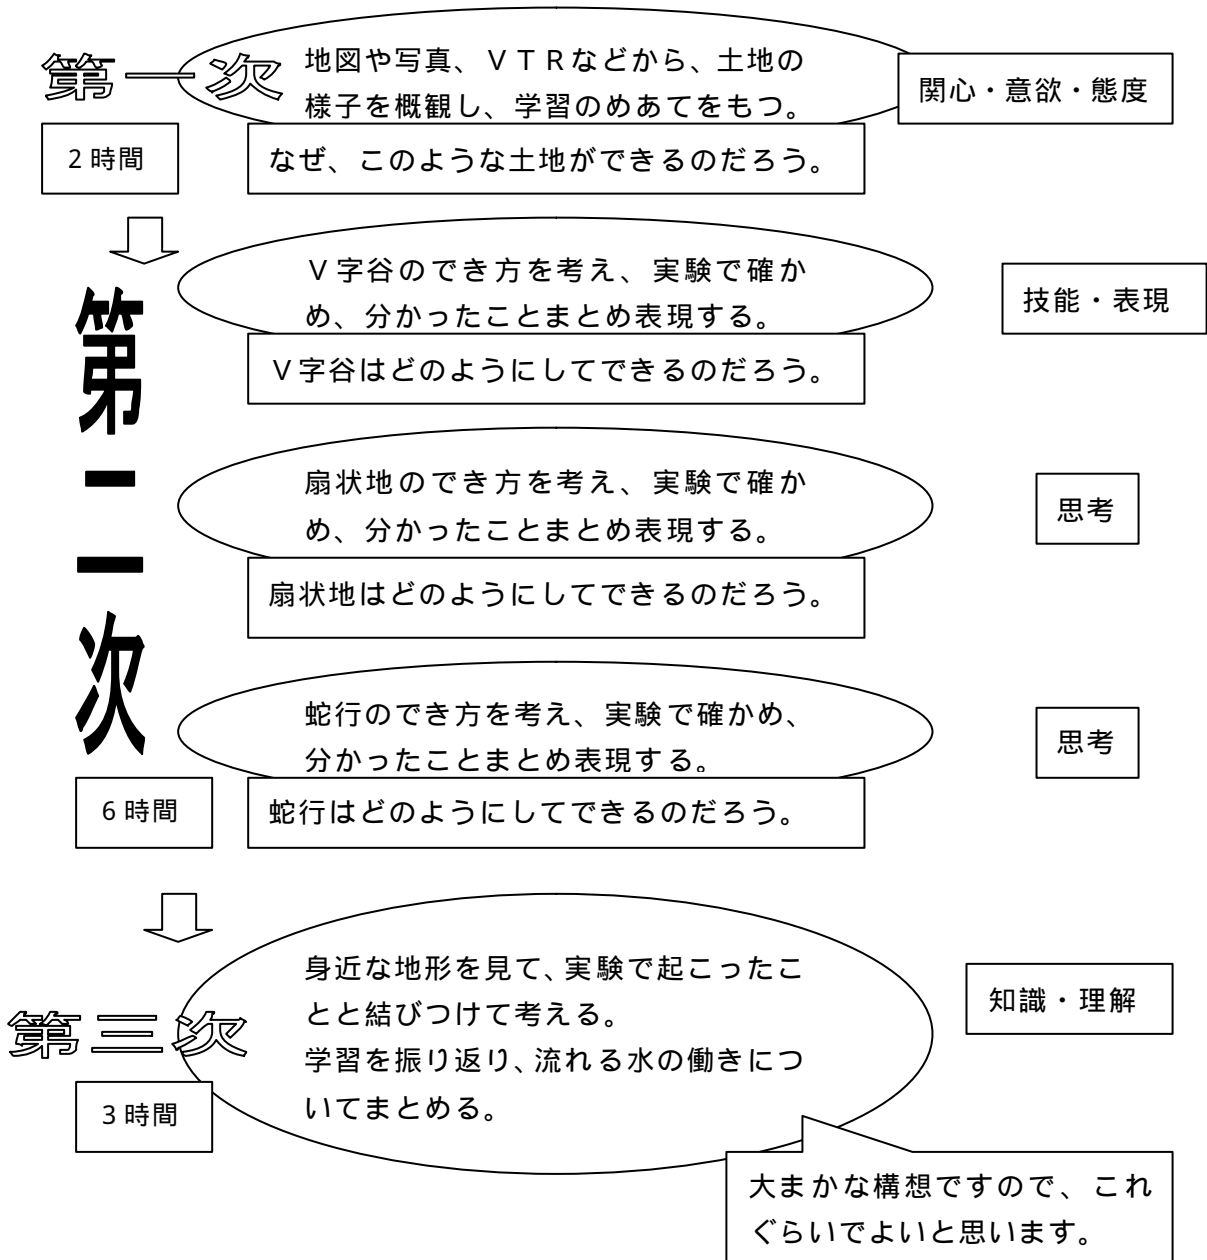 第一次
地図や写真、ＶＴＲなどから、土地の
様子を概観し、学習のめあてをもつ。
関心・意欲・態度
2時間
なぜ、このような土地ができるのだろう。
Ｖ字谷のでき方を考え、実験で確か
め、分かったことまとめ表現する。
技能・表現
Ｖ字谷はどのようにしてできるのだろう。
第二次
扇状地のでき方を考え、実験で確か
め、分かったことまとめ表現する。
思考
扇状地はどのようにしてできるのだろう。
蛇行のでき方を考え、実験で確かめ、
分かったことまとめ表現する。
思考
6時間
蛇行はどのようにしてできるのだろう。
第三次
身近な地形を見て、実験で起こったこ
とと結びつけて考える。
学習を振り返り、流れる水の働きにつ
いてまとめる。
知識・理解
3時間
大まかな構想ですので、これ
ぐらいでよいと思います。